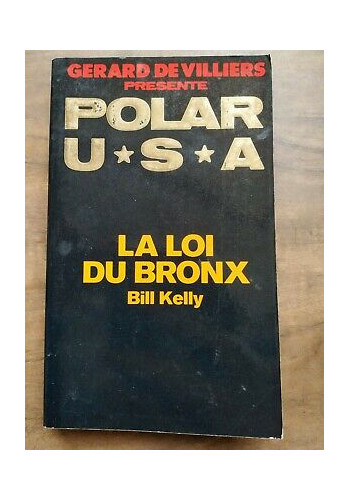 GERARD DE VILLIERS
PRESENTE
POLAR
U★S★A
LA LOI
DU BRONX
Bill Kelly